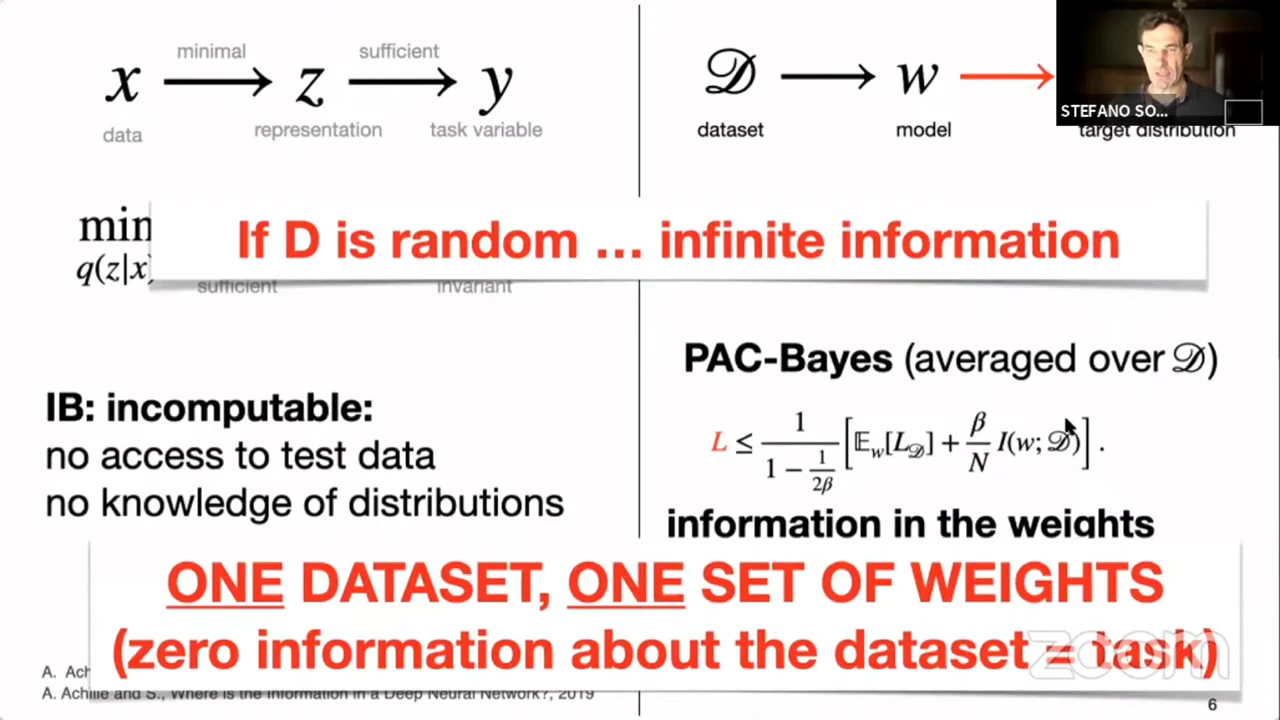 minimal
sufficient
x → z → y
data
representation
task variable
𝒟 → w →
dataset
model
target distribution
STEFANO SO...
min
q(z|x)
If D is random ... infinite information
sufficient
invariant
PAC-Bayes (averaged over 𝒟)
L ≤ 1 / (1 − 1/2β) [𝔼_w[L_𝒟] + β/N I(w; 𝒟)] .
IB: incomputable:
no access to test data
no knowledge of distributions
information in the weights
ONE DATASET, ONE SET OF WEIGHTS
(zero information about the dataset = task)
zoom
A. Ach
A. Achille and S., Where is the Information in a Deep Neural Network?, 2019
6